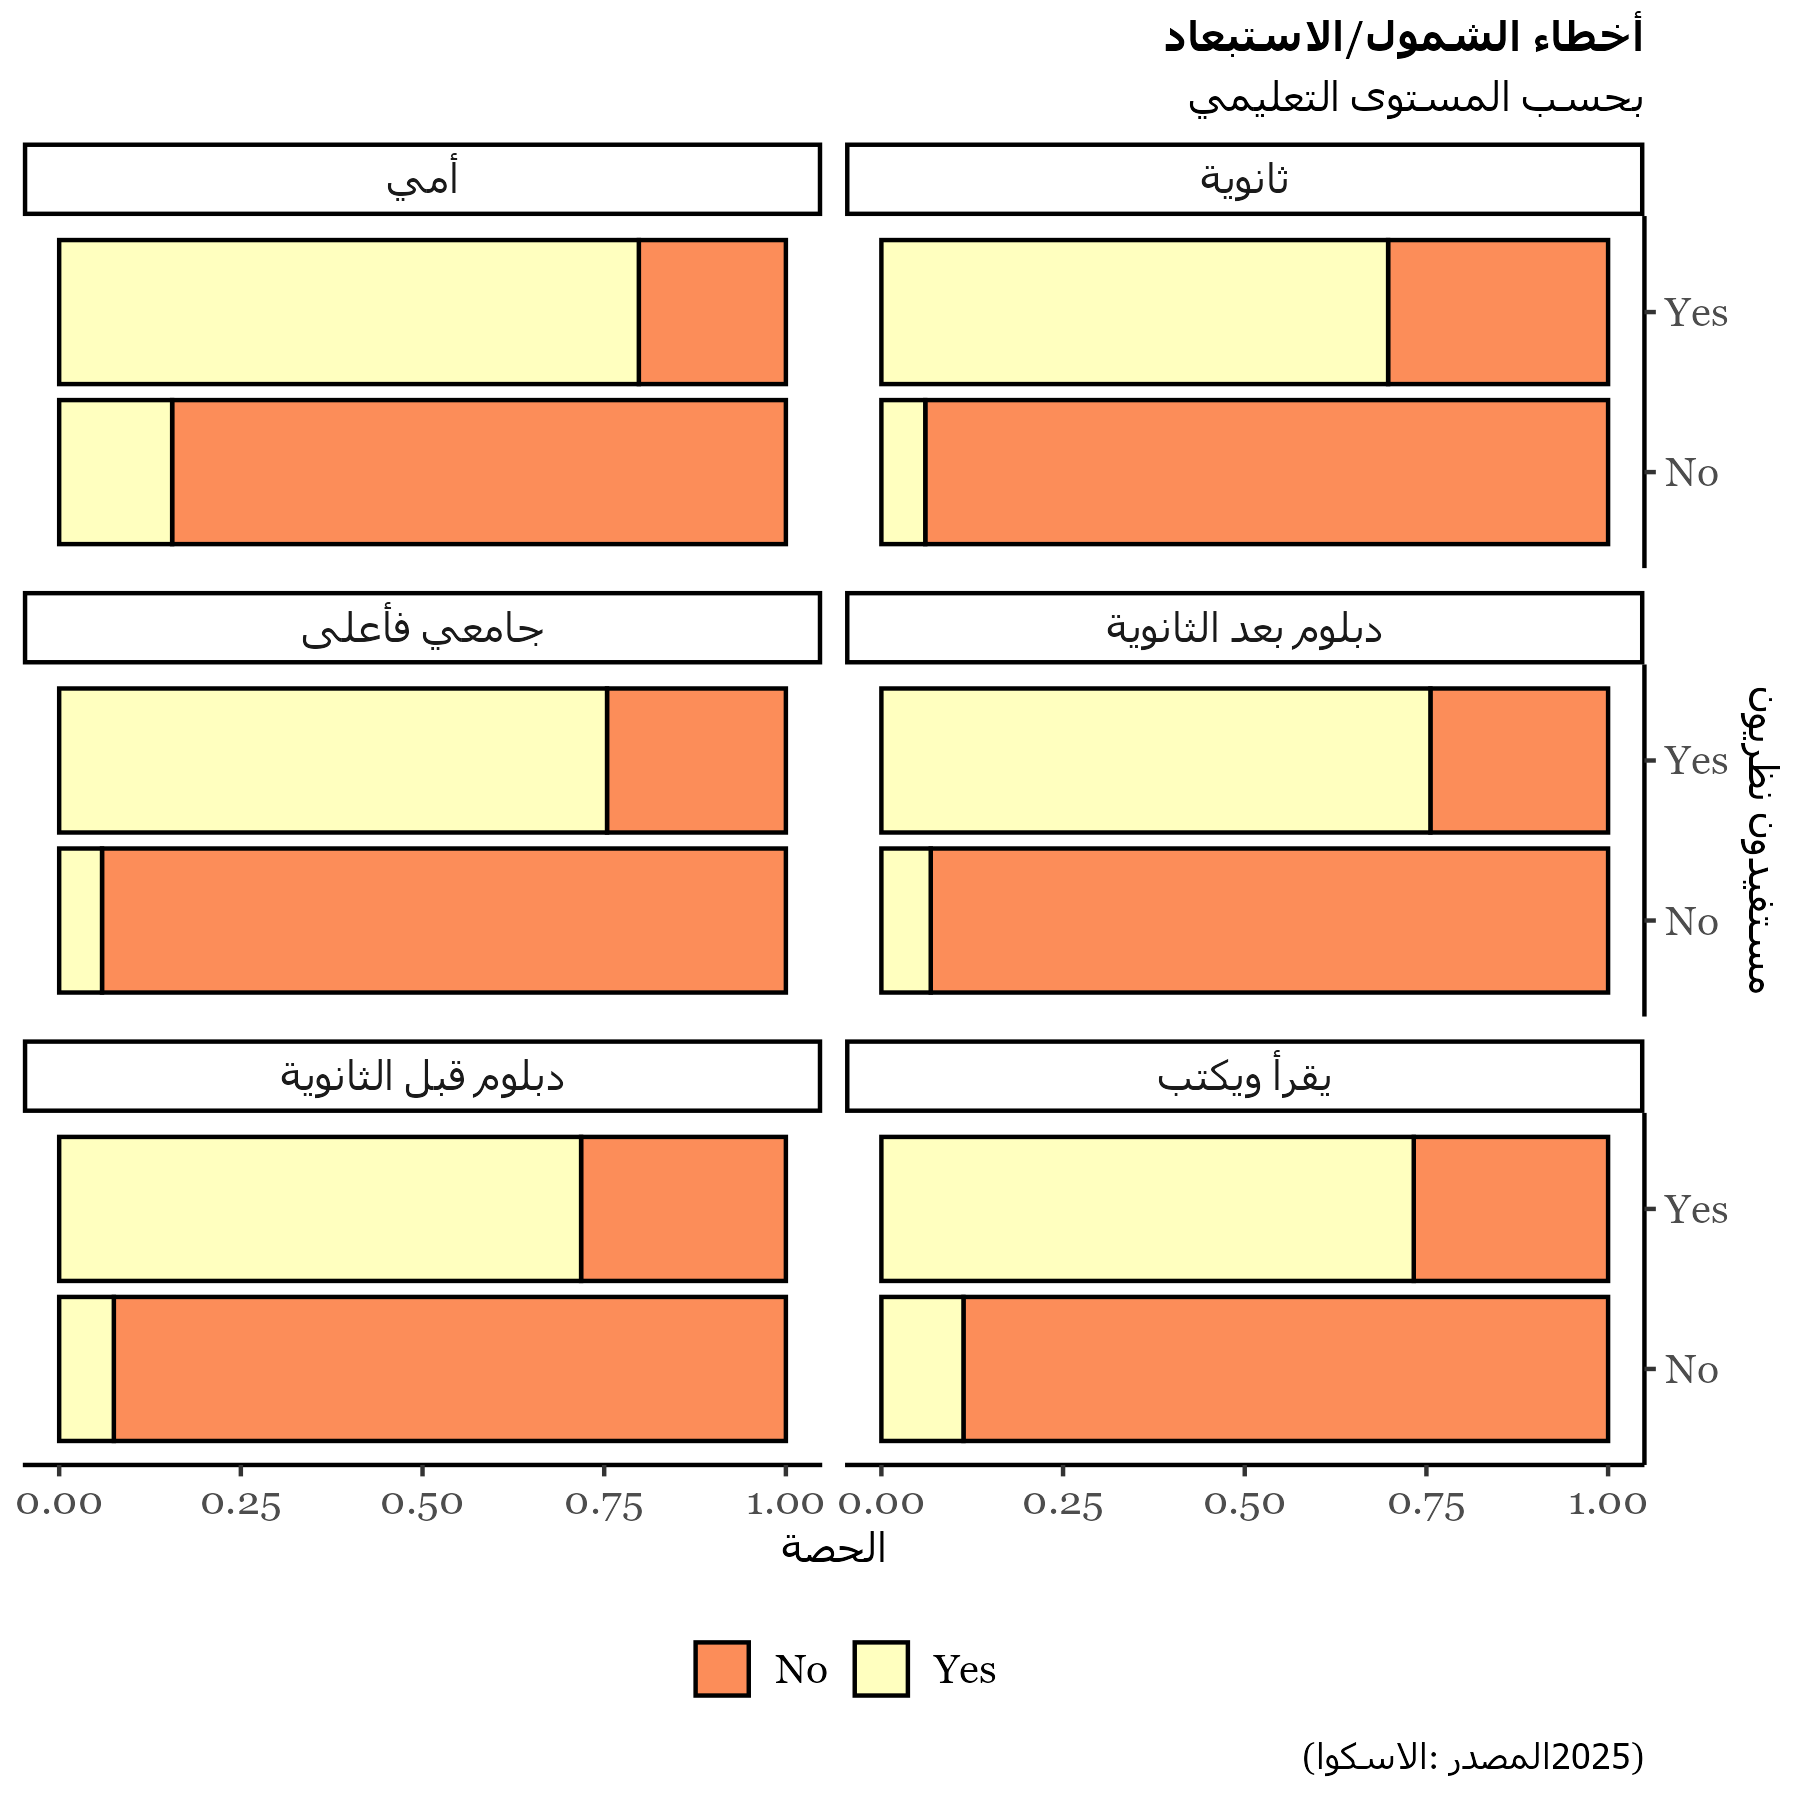 أخطاء الشمول/الاستبعاد
بحسب المستوى التعليمي
ثانوية
أمي
Yes
No
دبلوم بعد الثانوية
جامعي فأعلى
Yes
No
مستفيدون نظريون
يقرأ ويكتب
دبلوم قبل الثانوية
Yes
No
0.00 0.25 0.50 0.75 1.00 0.00 0.25 0.50 0.75 1.00
الحصة
No Yes
(2025المصدر :الاسكوا)